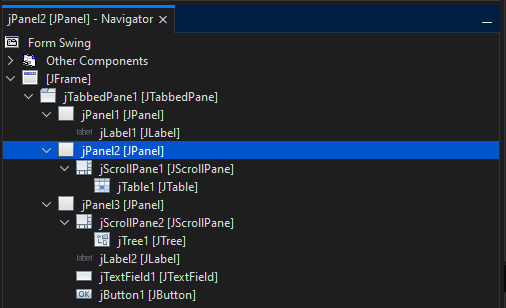 jPanel2 [JPanel] - Navigator
Form Swing
Other Components
[JFrame]
jTabbedPane1 [JTabbedPane]
jPanel1 [JPanel]
label jLabel1 [JLabel]
jPanel2 [JPanel]
jScrollPane1 [JScrollPane]
jTable1 [JTable]
jPanel3 [JPanel]
jScrollPane2 [JScrollPane]
jTree1 [JTree]
label jLabel2 [JLabel]
jTextField1 [JTextField]
OK jButton1 [JButton]